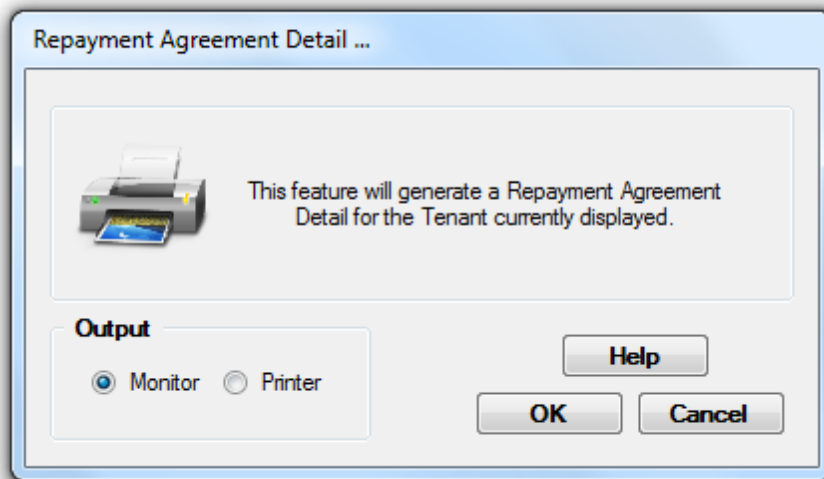 Repayment Agreement Detail ...
This feature will generate a Repayment Agreement
Detail for the Tenant currently displayed.
Output
Monitor
Printer
Help
OK
Cancel